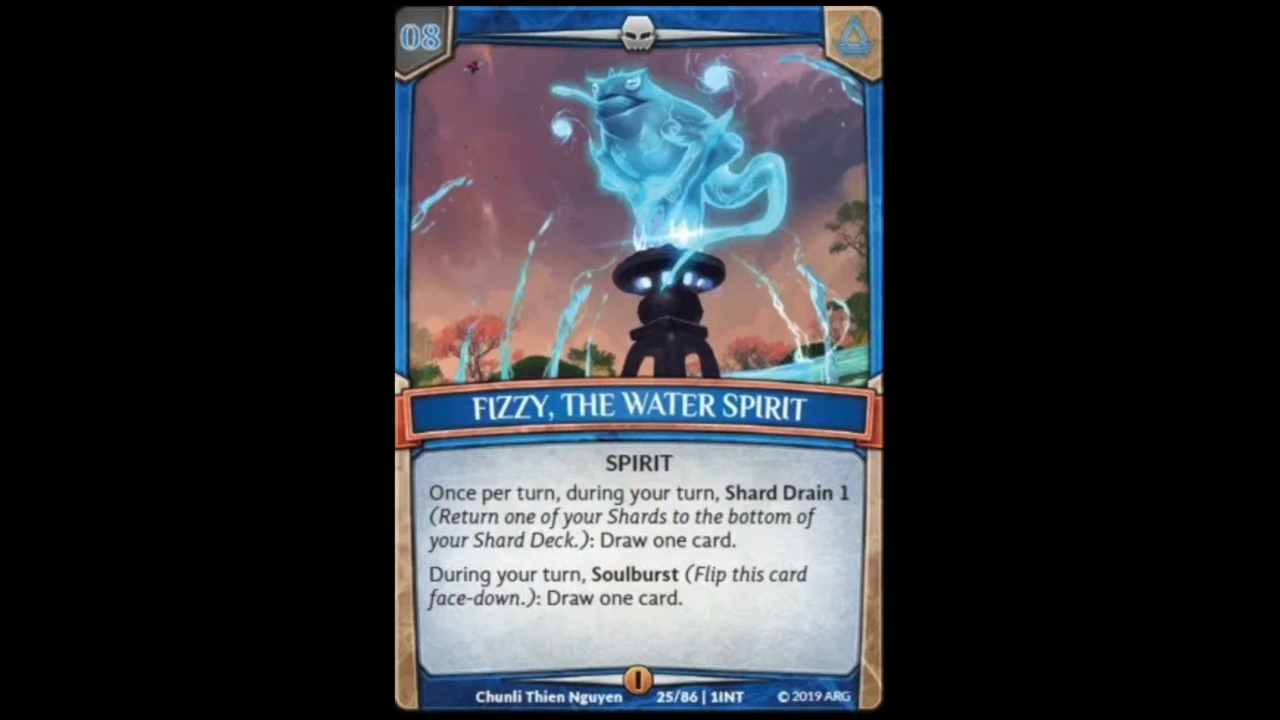 08
FIZZY, THE WATER SPIRIT
SPIRIT
Once per turn, during your turn, Shard Drain 1
(Return one of your Shards to the bottom of
your Shard Deck.): Draw one card.
During your turn, Soulburst (Flip this card
face-down.): Draw one card.
I
Chunli Thien Nguyen 25/86 | 1INT © 2019 ARG